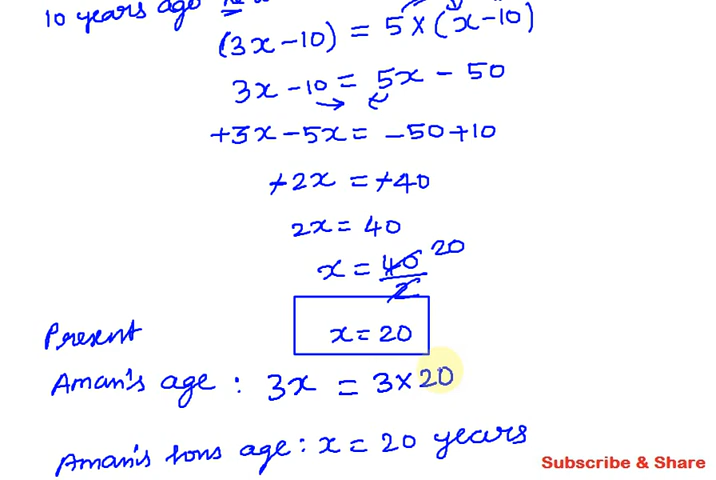 10 years ago
(3x-10) = 5×(x-10)
3x-10 = 5x-50
+3x-5x = -50+10
-2x = -40
2x = 40
x = 40/2 20
Present
x = 20
Aman's age : 3x = 3×20
Aman's sons age : x = 20 years
Subscribe & Share